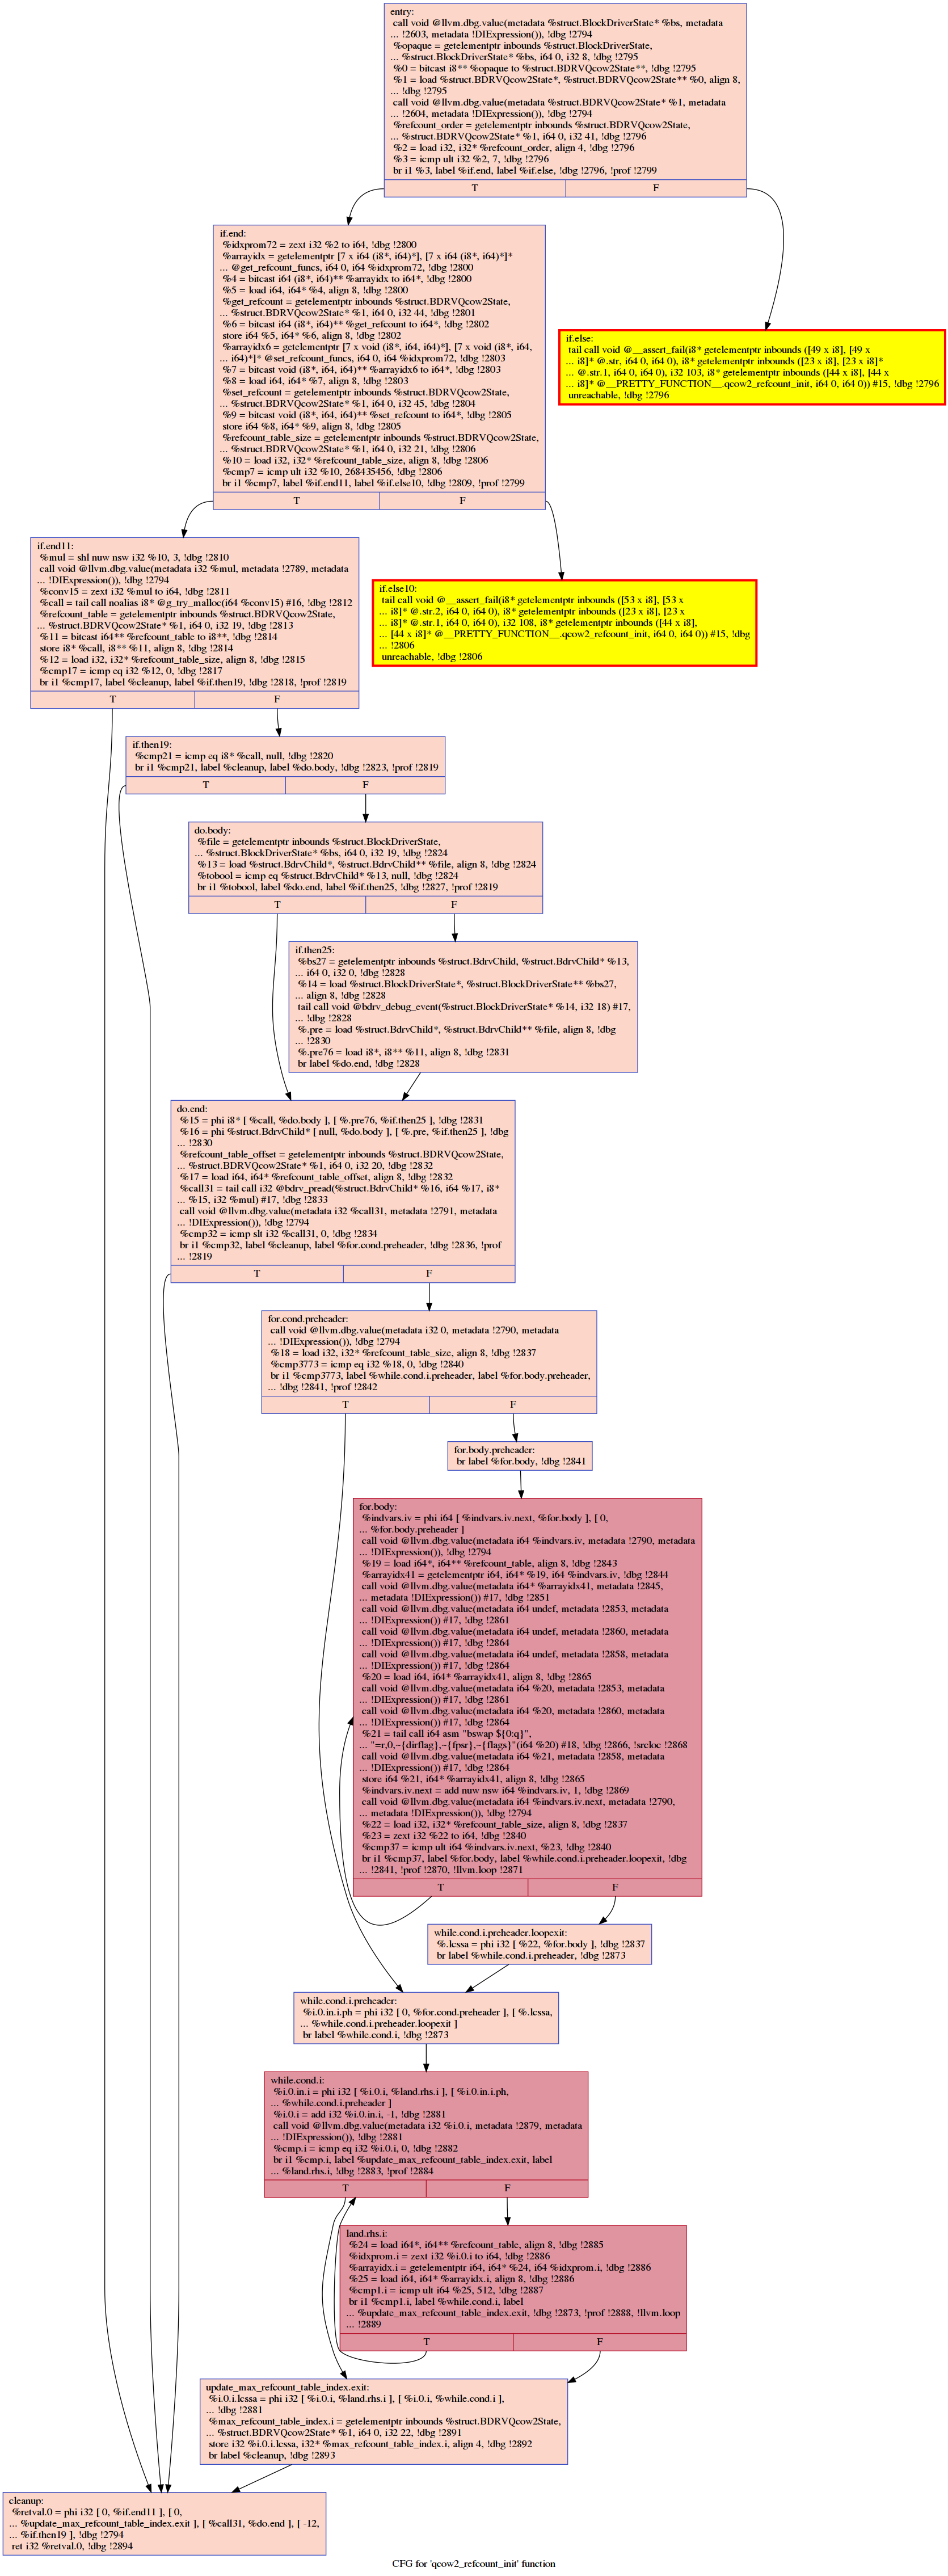 entry:
call void @llvm.dbg.value(metadata %struct.BlockDriverState* %bs, metadata
... !2603, metadata !DIExpression()), !dbg !2794
%opaque = getelementptr inbounds %struct.BlockDriverState,
... %struct.BlockDriverState* %bs, i64 0, i32 8, !dbg !2795
%0 = bitcast i8** %opaque to %struct.BDRVQcow2State**, !dbg !2795
%1 = load %struct.BDRVQcow2State*, %struct.BDRVQcow2State** %0, align 8,
... !dbg !2795
call void @llvm.dbg.value(metadata %struct.BDRVQcow2State* %1, metadata
... !2604, metadata !DIExpression()), !dbg !2794
%refcount_order = getelementptr inbounds %struct.BDRVQcow2State,
... %struct.BDRVQcow2State* %1, i64 0, i32 41, !dbg !2796
%2 = load i32, i32* %refcount_order, align 4, !dbg !2796
%3 = icmp ult i32 %2, 7, !dbg !2796
br i1 %3, label %if.end, label %if.else, !dbg !2796, !prof !2799
T F
if.end:
%idxprom72 = zext i32 %2 to i64, !dbg !2800
%arrayidx = getelementptr [7 x i64 (i8*, i64)*], [7 x i64 (i8*, i64)*]*
... @get_refcount_funcs, i64 0, i64 %idxprom72, !dbg !2800
%4 = bitcast i64 (i8*, i64)** %arrayidx to i64*, !dbg !2800
%5 = load i64, i64* %4, align 8, !dbg !2800
%get_refcount = getelementptr inbounds %struct.BDRVQcow2State,
... %struct.BDRVQcow2State* %1, i64 0, i32 44, !dbg !2801
%6 = bitcast i64 (i8*, i64)** %get_refcount to i64*, !dbg !2802
store i64 %5, i64* %6, align 8, !dbg !2802
%arrayidx6 = getelementptr [7 x void (i8*, i64, i64)*], [7 x void (i8*, i64,
... i64)*]* @set_refcount_funcs, i64 0, i64 %idxprom72, !dbg !2803
%7 = bitcast void (i8*, i64, i64)** %arrayidx6 to i64*, !dbg !2803
%8 = load i64, i64* %7, align 8, !dbg !2803
%set_refcount = getelementptr inbounds %struct.BDRVQcow2State,
... %struct.BDRVQcow2State* %1, i64 0, i32 45, !dbg !2804
%9 = bitcast void (i8*, i64, i64)** %set_refcount to i64*, !dbg !2805
store i64 %8, i64* %9, align 8, !dbg !2805
%refcount_table_size = getelementptr inbounds %struct.BDRVQcow2State,
... %struct.BDRVQcow2State* %1, i64 0, i32 21, !dbg !2806
%10 = load i32, i32* %refcount_table_size, align 8, !dbg !2806
%cmp7 = icmp ult i32 %10, 268435456, !dbg !2806
br i1 %cmp7, label %if.end11, label %if.else10, !dbg !2809, !prof !2799
T F
if.else:
tail call void @__assert_fail(i8* getelementptr inbounds ([49 x i8], [49 x
... i8]* @.str, i64 0, i64 0), i8* getelementptr inbounds ([23 x i8], [23 x i8]*
... @.str.1, i64 0, i64 0), i32 103, i8* getelementptr inbounds ([44 x i8], [44 x
... i8]* @__PRETTY_FUNCTION__.qcow2_refcount_init, i64 0, i64 0)) #15, !dbg !2796
unreachable, !dbg !2796
if.end11:
%mul = shl nuw nsw i32 %10, 3, !dbg !2810
call void @llvm.dbg.value(metadata i32 %mul, metadata !2789, metadata
... !DIExpression()), !dbg !2794
%conv15 = zext i32 %mul to i64, !dbg !2811
%call = tail call noalias i8* @g_try_malloc(i64 %conv15) #16, !dbg !2812
%refcount_table = getelementptr inbounds %struct.BDRVQcow2State,
... %struct.BDRVQcow2State* %1, i64 0, i32 19, !dbg !2813
%11 = bitcast i64** %refcount_table to i8**, !dbg !2814
store i8* %call, i8** %11, align 8, !dbg !2814
%12 = load i32, i32* %refcount_table_size, align 8, !dbg !2815
%cmp17 = icmp eq i32 %12, 0, !dbg !2817
br i1 %cmp17, label %cleanup, label %if.then19, !dbg !2818, !prof !2819
T F
if.else10:
tail call void @__assert_fail(i8* getelementptr inbounds ([53 x i8], [53 x
... i8]* @.str.2, i64 0, i64 0), i8* getelementptr inbounds ([23 x i8], [23 x
... i8]* @.str.1, i64 0, i64 0), i32 108, i8* getelementptr inbounds ([44 x i8],
... [44 x i8]* @__PRETTY_FUNCTION__.qcow2_refcount_init, i64 0, i64 0)) #15, !dbg
... !2806
unreachable, !dbg !2806
if.then19:
%cmp21 = icmp eq i8* %call, null, !dbg !2820
br i1 %cmp21, label %cleanup, label %do.body, !dbg !2823, !prof !2819
T F
do.body:
%file = getelementptr inbounds %struct.BlockDriverState,
... %struct.BlockDriverState* %bs, i64 0, i32 19, !dbg !2824
%13 = load %struct.BdrvChild*, %struct.BdrvChild** %file, align 8, !dbg !2824
%tobool = icmp eq %struct.BdrvChild* %13, null, !dbg !2824
br i1 %tobool, label %do.end, label %if.then25, !dbg !2827, !prof !2819
T F
if.then25:
%bs27 = getelementptr inbounds %struct.BdrvChild, %struct.BdrvChild* %13,
... i64 0, i32 0, !dbg !2828
%14 = load %struct.BlockDriverState*, %struct.BlockDriverState** %bs27,
... align 8, !dbg !2828
tail call void @bdrv_debug_event(%struct.BlockDriverState* %14, i32 18) #17,
... !dbg !2828
%.pre = load %struct.BdrvChild*, %struct.BdrvChild** %file, align 8, !dbg
... !2830
%.pre76 = load i8*, i8** %11, align 8, !dbg !2831
br label %do.end, !dbg !2828
do.end:
%15 = phi i8* [ %call, %do.body ], [ %.pre76, %if.then25 ], !dbg !2831
%16 = phi %struct.BdrvChild* [ null, %do.body ], [ %.pre, %if.then25 ], !dbg
... !2830
%refcount_table_offset = getelementptr inbounds %struct.BDRVQcow2State,
... %struct.BDRVQcow2State* %1, i64 0, i32 20, !dbg !2832
%17 = load i64, i64* %refcount_table_offset, align 8, !dbg !2832
%call31 = tail call i32 @bdrv_pread(%struct.BdrvChild* %16, i64 %17, i8*
... %15, i32 %mul) #17, !dbg !2833
call void @llvm.dbg.value(metadata i32 %call31, metadata !2791, metadata
... !DIExpression()), !dbg !2794
%cmp32 = icmp slt i32 %call31, 0, !dbg !2834
br i1 %cmp32, label %cleanup, label %for.cond.preheader, !dbg !2836, !prof
... !2819
T F
for.cond.preheader:
call void @llvm.dbg.value(metadata i32 0, metadata !2790, metadata
... !DIExpression()), !dbg !2794
%18 = load i32, i32* %refcount_table_size, align 8, !dbg !2837
%cmp3773 = icmp eq i32 %18, 0, !dbg !2840
br i1 %cmp3773, label %while.cond.i.preheader, label %for.body.preheader,
... !dbg !2841, !prof !2842
T F
for.body.preheader:
br label %for.body, !dbg !2841
for.body:
%indvars.iv = phi i64 [ %indvars.iv.next, %for.body ], [ 0,
... %for.body.preheader ]
call void @llvm.dbg.value(metadata i64 %indvars.iv, metadata !2790, metadata
... !DIExpression()), !dbg !2794
%19 = load i64*, i64** %refcount_table, align 8, !dbg !2843
%arrayidx41 = getelementptr i64, i64* %19, i64 %indvars.iv, !dbg !2844
call void @llvm.dbg.value(metadata i64* %arrayidx41, metadata !2845,
... metadata !DIExpression()) #17, !dbg !2851
call void @llvm.dbg.value(metadata i64 undef, metadata !2853, metadata
... !DIExpression()) #17, !dbg !2861
call void @llvm.dbg.value(metadata i64 undef, metadata !2860, metadata
... !DIExpression()) #17, !dbg !2864
call void @llvm.dbg.value(metadata i64 undef, metadata !2858, metadata
... !DIExpression()) #17, !dbg !2864
%20 = load i64, i64* %arrayidx41, align 8, !dbg !2865
call void @llvm.dbg.value(metadata i64 %20, metadata !2853, metadata
... !DIExpression()) #17, !dbg !2861
call void @llvm.dbg.value(metadata i64 %20, metadata !2860, metadata
... !DIExpression()) #17, !dbg !2864
%21 = tail call i64 asm "bswap ${0:q}",
... "=r,0,~{dirflag},~{fpsr},~{flags}"(i64 %20) #18, !dbg !2866, !srcloc !2868
call void @llvm.dbg.value(metadata i64 %21, metadata !2858, metadata
... !DIExpression()) #17, !dbg !2864
store i64 %21, i64* %arrayidx41, align 8, !dbg !2865
%indvars.iv.next = add nuw nsw i64 %indvars.iv, 1, !dbg !2869
call void @llvm.dbg.value(metadata i64 %indvars.iv.next, metadata !2790,
... metadata !DIExpression()), !dbg !2794
%22 = load i32, i32* %refcount_table_size, align 8, !dbg !2837
%23 = zext i32 %22 to i64, !dbg !2840
%cmp37 = icmp ult i64 %indvars.iv.next, %23, !dbg !2840
br i1 %cmp37, label %for.body, label %while.cond.i.preheader.loopexit, !dbg
... !2841, !prof !2870, !llvm.loop !2871
T F
while.cond.i.preheader.loopexit:
%.lcssa = phi i32 [ %22, %for.body ], !dbg !2837
br label %while.cond.i.preheader, !dbg !2873
while.cond.i.preheader:
%i.0.in.i.ph = phi i32 [ 0, %for.cond.preheader ], [ %.lcssa,
... %while.cond.i.preheader.loopexit ]
br label %while.cond.i, !dbg !2873
while.cond.i:
%i.0.in.i = phi i32 [ %i.0.i, %land.rhs.i ], [ %i.0.in.i.ph,
... %while.cond.i.preheader ]
%i.0.i = add i32 %i.0.in.i, -1, !dbg !2881
call void @llvm.dbg.value(metadata i32 %i.0.i, metadata !2879, metadata
... !DIExpression()), !dbg !2881
%cmp.i = icmp eq i32 %i.0.i, 0, !dbg !2882
br i1 %cmp.i, label %update_max_refcount_table_index.exit, label
... %land.rhs.i, !dbg !2883, !prof !2884
T F
land.rhs.i:
%24 = load i64*, i64** %refcount_table, align 8, !dbg !2885
%idxprom.i = zext i32 %i.0.i to i64, !dbg !2886
%arrayidx.i = getelementptr i64, i64* %24, i64 %idxprom.i, !dbg !2886
%25 = load i64, i64* %arrayidx.i, align 8, !dbg !2886
%cmp1.i = icmp ult i64 %25, 512, !dbg !2887
br i1 %cmp1.i, label %while.cond.i, label
... %update_max_refcount_table_index.exit, !dbg !2873, !prof !2888, !llvm.loop
... !2889
T F
update_max_refcount_table_index.exit:
%i.0.i.lcssa = phi i32 [ %i.0.i, %land.rhs.i ], [ %i.0.i, %while.cond.i ],
... !dbg !2881
%max_refcount_table_index.i = getelementptr inbounds %struct.BDRVQcow2State,
... %struct.BDRVQcow2State* %1, i64 0, i32 22, !dbg !2891
store i32 %i.0.i.lcssa, i32* %max_refcount_table_index.i, align 4, !dbg !2892
br label %cleanup, !dbg !2893
cleanup:
%retval.0 = phi i32 [ 0, %if.end11 ], [ 0,
... %update_max_refcount_table_index.exit ], [ %call31, %do.end ], [ -12,
... %if.then19 ], !dbg !2794
ret i32 %retval.0, !dbg !2894
CFG for 'qcow2_refcount_init' function